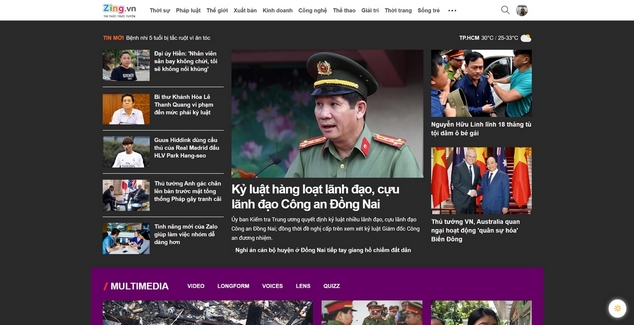 Zing.vn
TRI THỨC TRỰC TUYẾN
Thời sự Pháp luật Thế giới Xuất bản Kinh doanh Công nghệ Thể thao Giải trí Thời trang Sống trẻ
TIN MỚI Bệnh nhi 5 tuổi bị tắc ruột vì ăn tóc
TP.HCM 30°C / 25-33°C
Đại úy Hiền: 'Nhân viên
sân bay không chửi, tôi
sẽ không nổi khùng'
Bí thư Khánh Hòa Lê
Thanh Quang vi phạm
đến mức phải kỷ luật
Guus Hiddink dùng cầu
thủ của Real Madrid đấu
HLV Park Hang-seo
Thủ tướng Anh gác chân
lên bàn trước mặt tổng
thống Pháp gây tranh cãi
Tính năng mới của Zalo
giúp làm việc nhóm dễ
dàng hơn
Kỷ luật hàng loạt lãnh đạo, cựu
lãnh đạo Công an Đồng Nai
Ủy ban Kiểm tra Trung ương quyết định kỷ luật nhiều lãnh đạo, cựu lãnh đạo
Công an Đồng Nai; đồng thời đề nghị cấp trên xem xét kỷ luật Giám đốc Công
an đương nhiệm.
Nghi án cán bộ huyện ở Đồng Nai tiếp tay giang hồ chiếm đất dân
Nguyễn Hữu Linh lĩnh 18 tháng tù
tội dâm ô bé gái
Thủ tướng VN, Australia quan
ngại hoạt động 'quân sự hóa'
Biển Đông
/ MULTIMEDIA VIDEO LONGFORM VOICES LENS QUIZZ